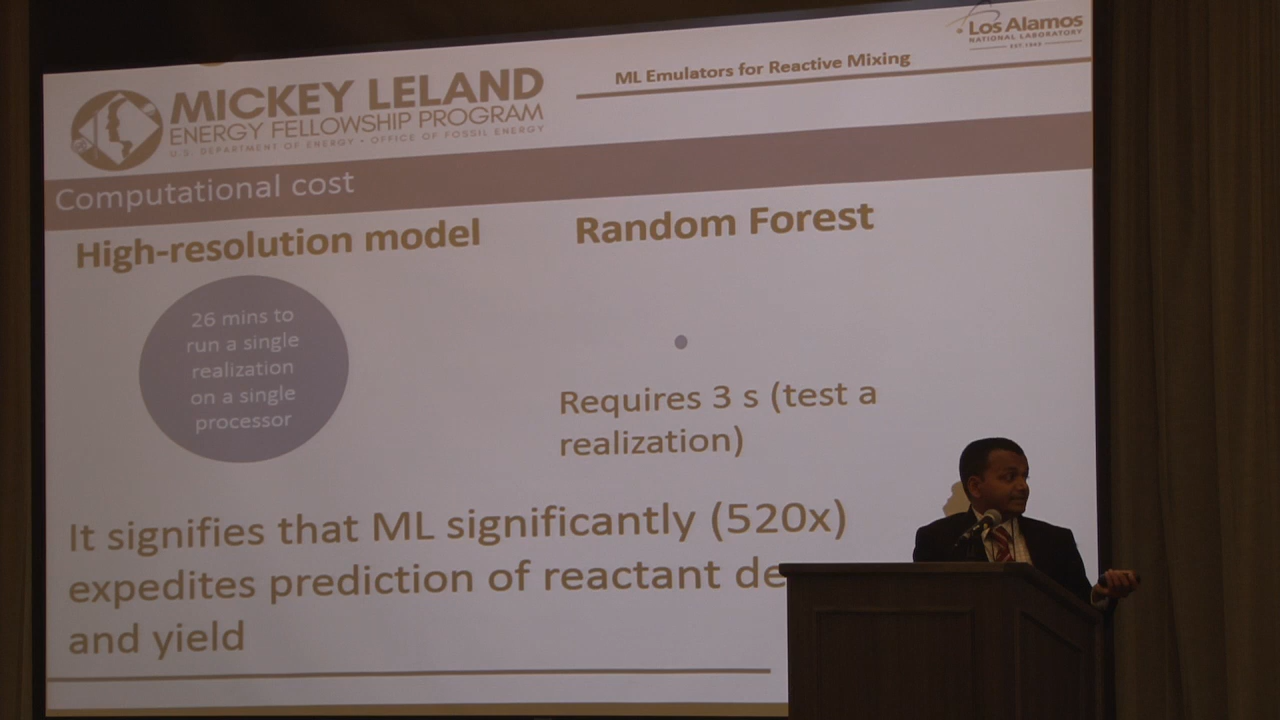 Los Alamos
NATIONAL LABORATORY
EST.1943
ML Emulators for Reactive Mixing
MICKEY LELAND
ENERGY FELLOWSHIP PROGRAM
U.S. DEPARTMENT OF ENERGY • OFFICE OF FOSSIL ENERGY
Computational cost
High-resolution model
Random Forest
26 mins to
run a single
realization
on a single
processor
Requires 3 s (test a
realization)
It signifies that ML significantly (520x)
expedites prediction of reactant de
and yield